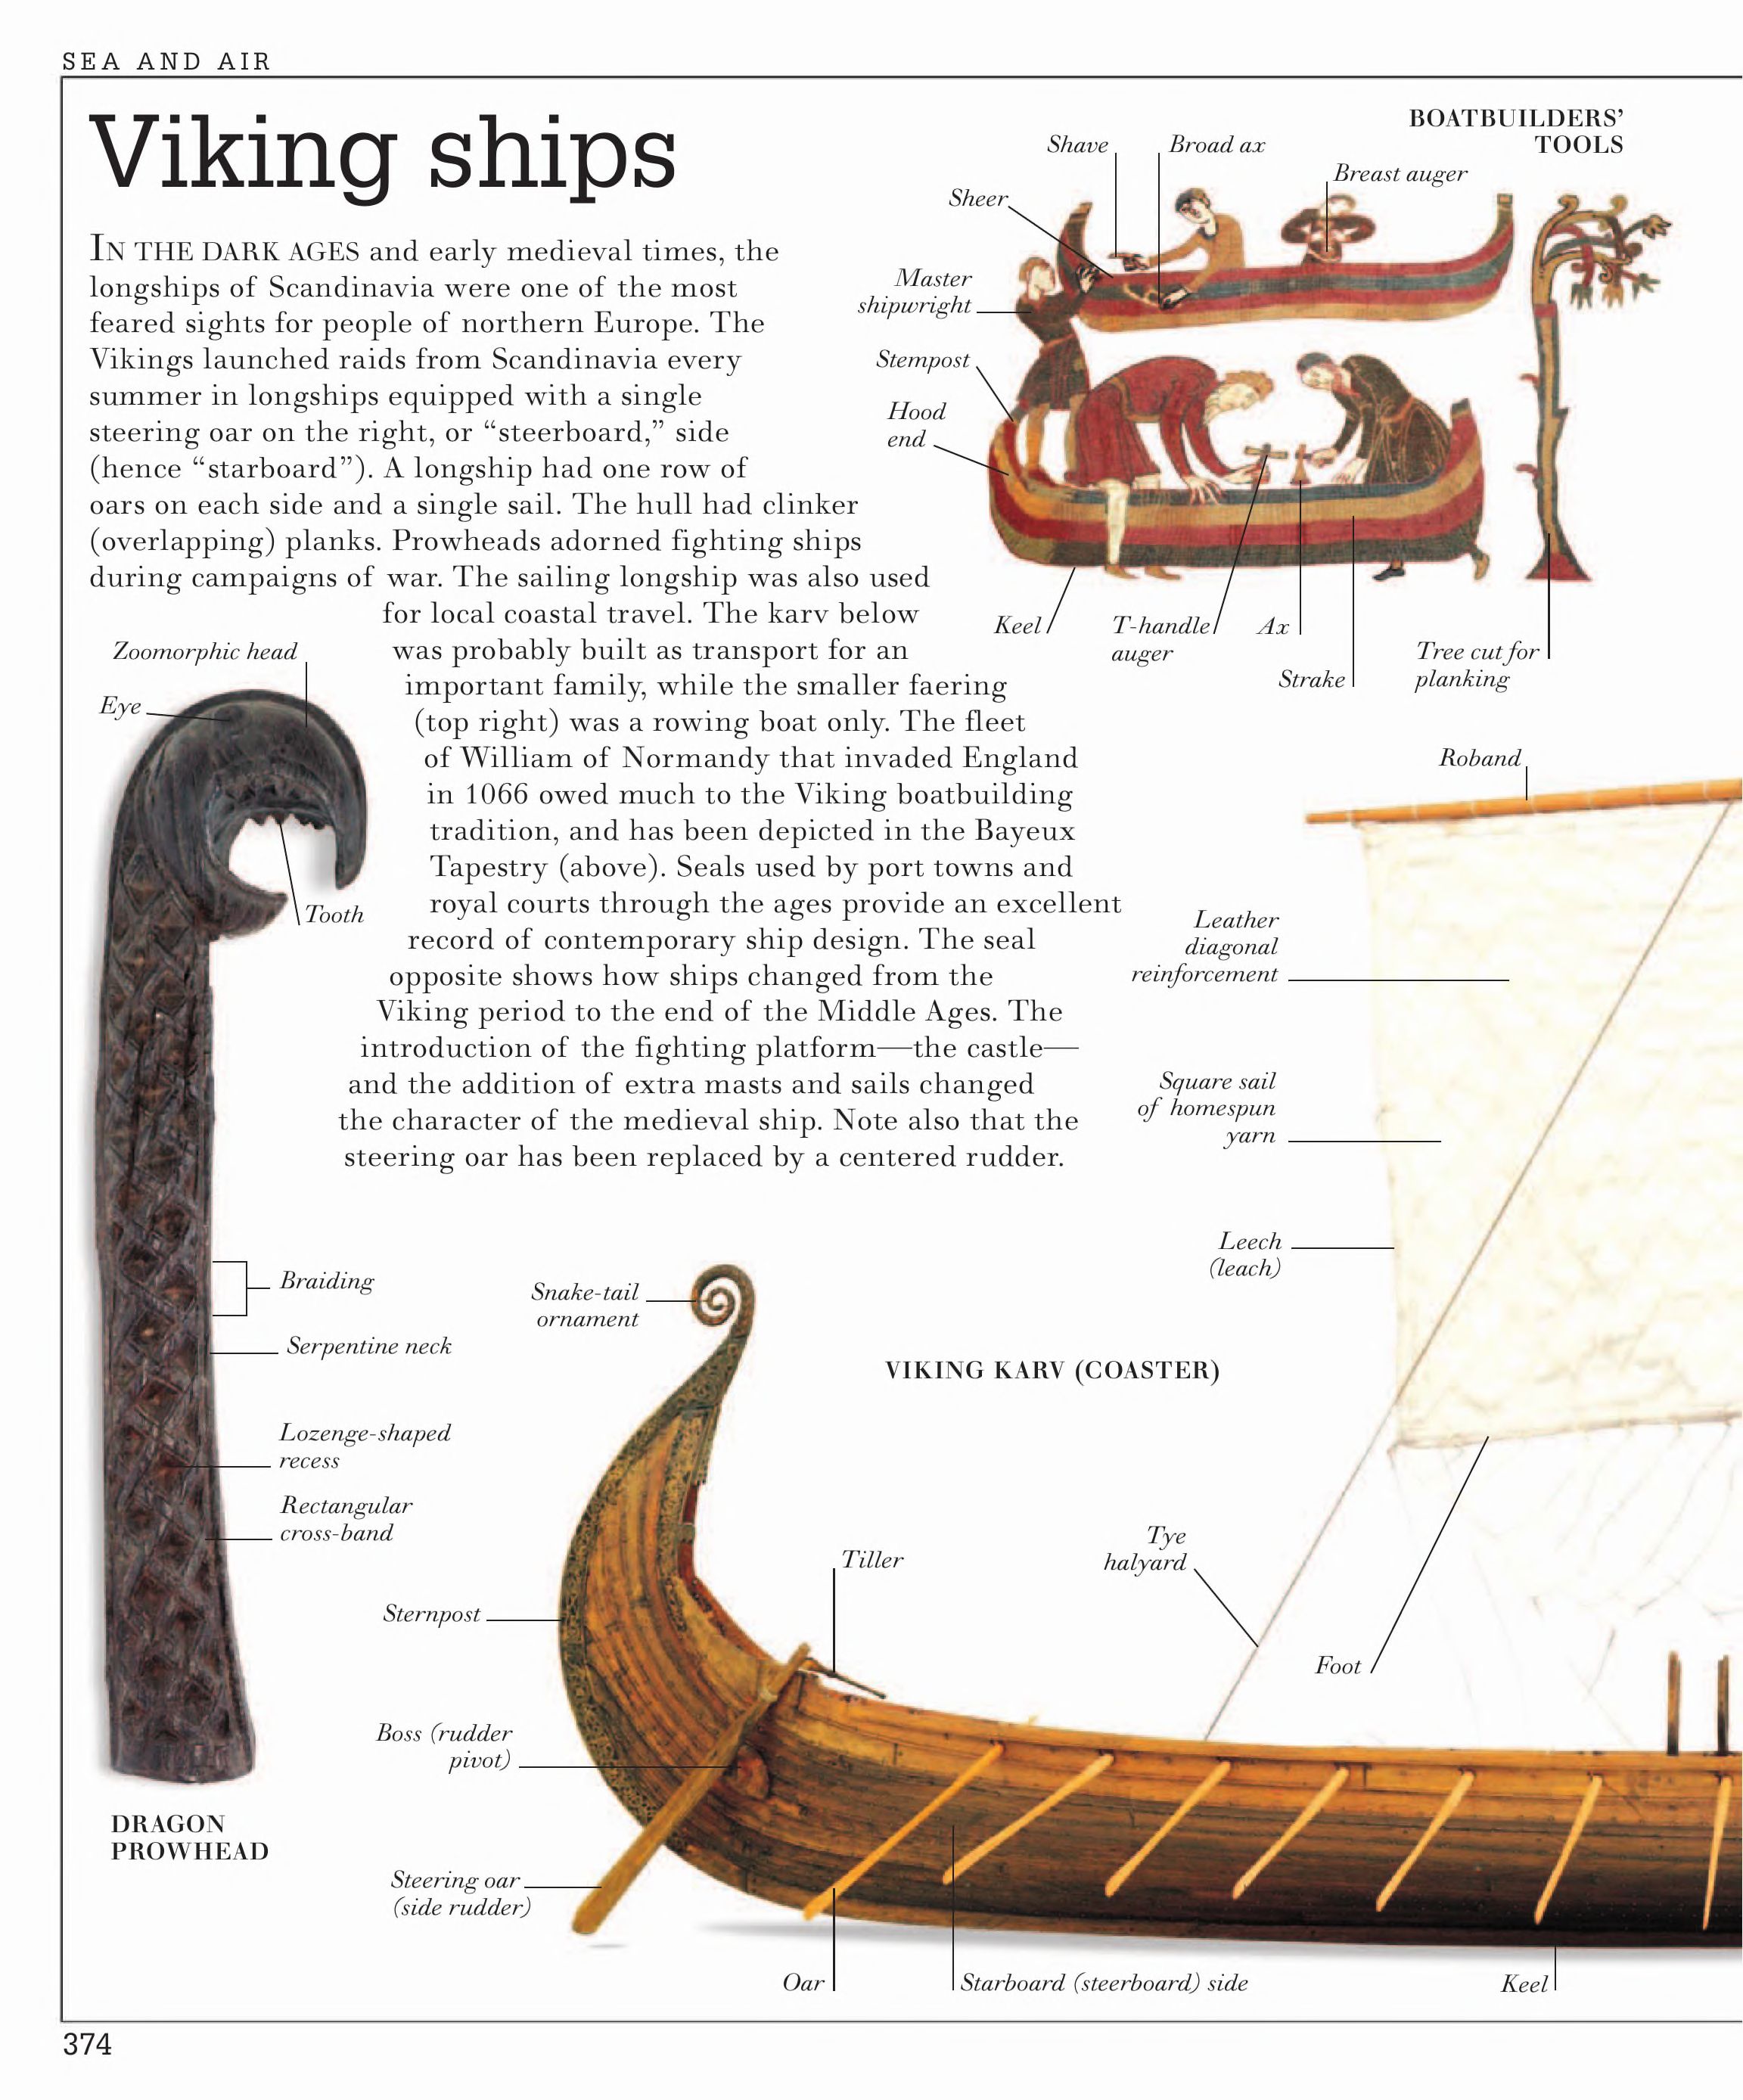 SEA AND AIR
Viking ships
IN THE DARK AGES and early medieval times, the
longships of Scandinavia were one of the most
feared sights for people of northern Europe. The
Vikings launched raids from Scandinavia every
summer in longships equipped with a single
steering oar on the right, or “steerboard,” side
(hence “starboard”). A longship had one row of
oars on each side and a single sail. The hull had clinker
(overlapping) planks. Prowheads adorned fighting ships
during campaigns of war. The sailing longship was also used
for local coastal travel. The karv below
was probably built as transport for an
important family, while the smaller faering
(top right) was a rowing boat only. The fleet
of William of Normandy that invaded England
in 1066 owed much to the Viking boatbuilding
tradition, and has been depicted in the Bayeux
Tapestry (above). Seals used by port towns and
royal courts through the ages provide an excellent
record of contemporary ship design. The seal
opposite shows how ships changed from the
Viking period to the end of the Middle Ages. The
introduction of the fighting platform—the castle—
and the addition of extra masts and sails changed
the character of the medieval ship. Note also that the
steering oar has been replaced by a centered rudder.
BOATBUILDERS’
TOOLS
Shave
Broad ax
Breast auger
Sheer
Master
shipwright
Stempost
Hood
end
Keel
T-handle
auger
Ax
Strake
Tree cut for
planking
Zoomorphic head
Eye
Tooth
Braiding
Serpentine neck
Lozenge-shaped
recess
Rectangular
cross-band
DRAGON
PROWHEAD
Roband
Leather
diagonal
reinforcement
Square sail
of homespun
yarn
Leech
(leach)
Snake-tail
ornament
VIKING KARV (COASTER)
Tiller
Tye
halyard
Foot
Sternpost
Boss (rudder
pivot)
Steering oar
(side rudder)
Oar
Starboard (steerboard) side
Keel
374